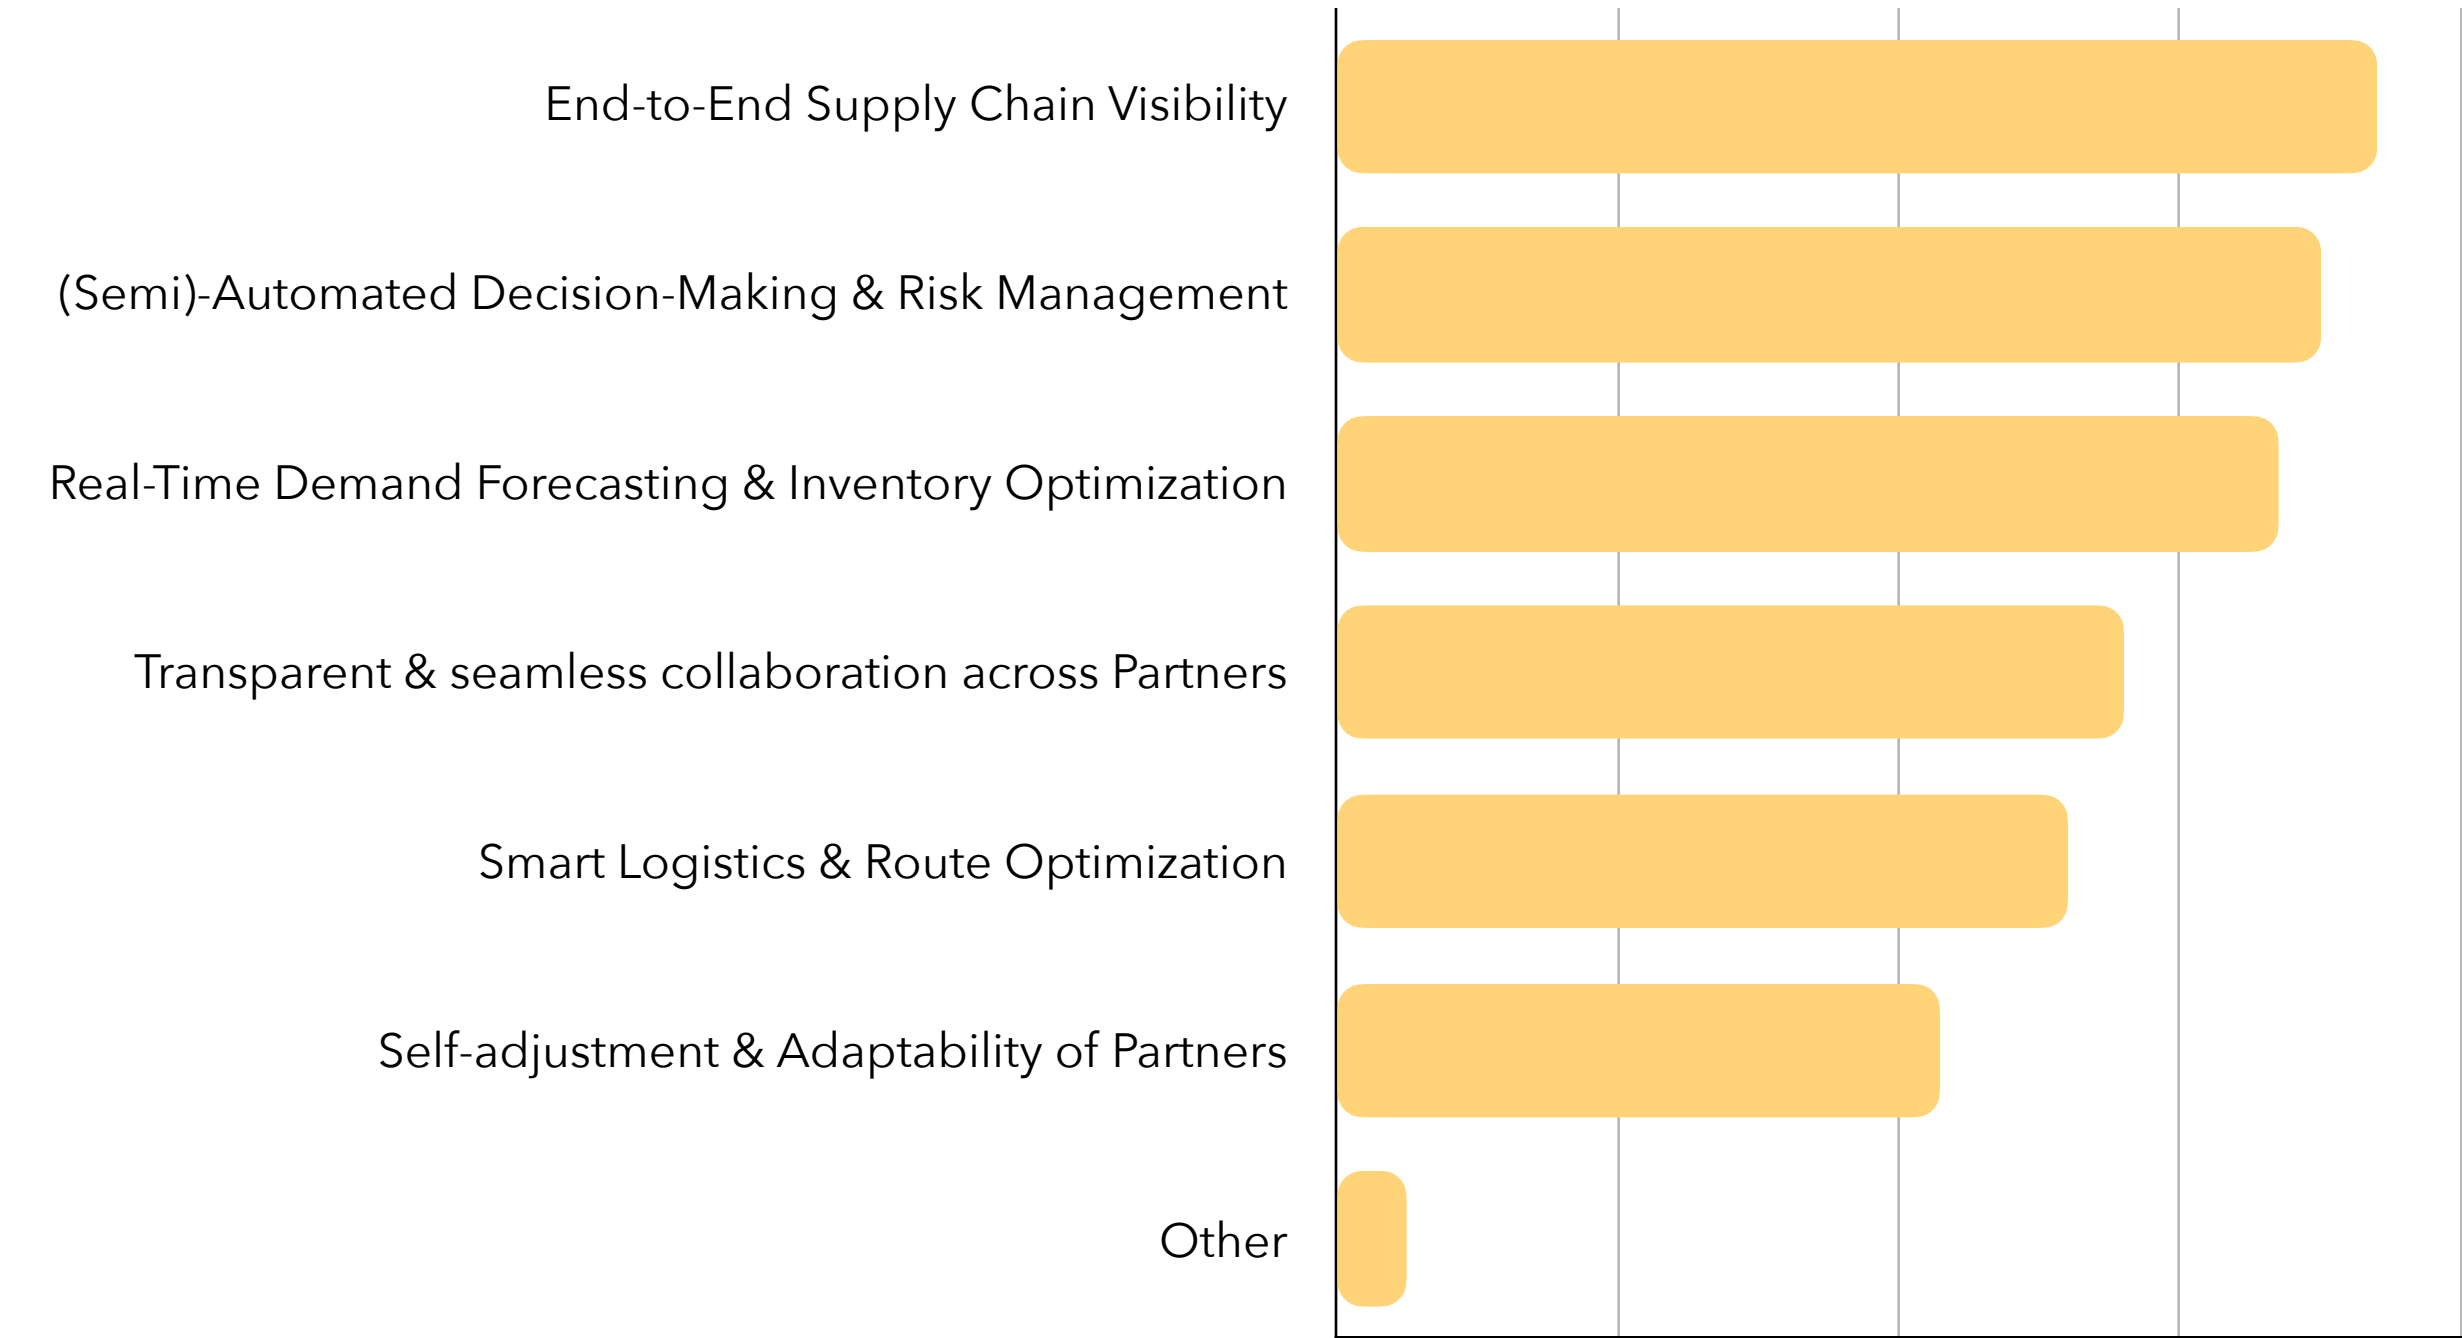 End-to-End Supply Chain Visibility
(Semi)-Automated Decision-Making & Risk Management
Real-Time Demand Forecasting & Inventory Optimization
Transparent & seamless collaboration across Partners
Smart Logistics & Route Optimization
Self-adjustment & Adaptability of Partners
Other